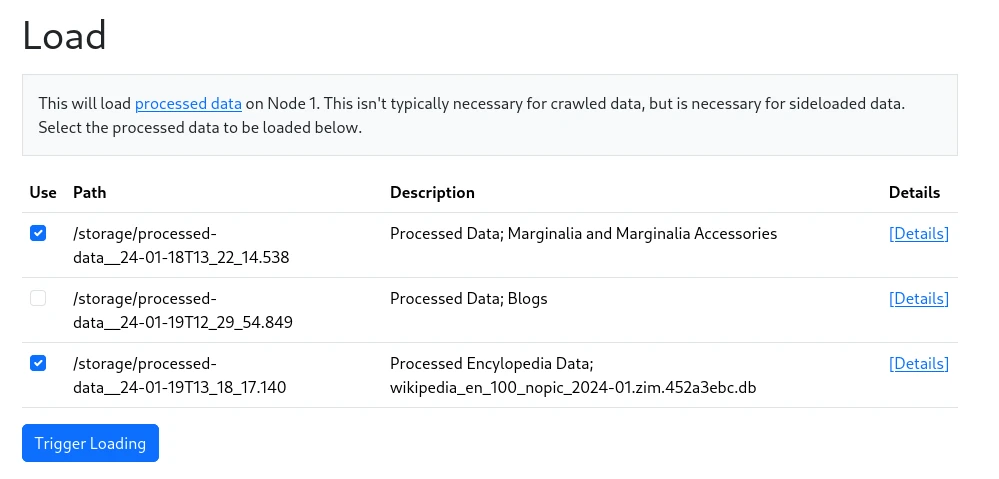 Load
This will load processed data on Node 1. This isn't typically necessary for crawled data, but is necessary for sideloaded data.
Select the processed data to be loaded below.
Use Path Description Details
/storage/processed- Processed Data; Marginalia and Marginalia Accessories [Details]
data__24-01-18T13_22_14.538
/storage/processed- Processed Data; Blogs [Details]
data__24-01-19T12_29_54.849
/storage/processed- Processed Encylopedia Data; [Details]
data__24-01-19T13_18_17.140 wikipedia_en_100_nopic_2024-01.zim.452a3ebc.db
Trigger Loading